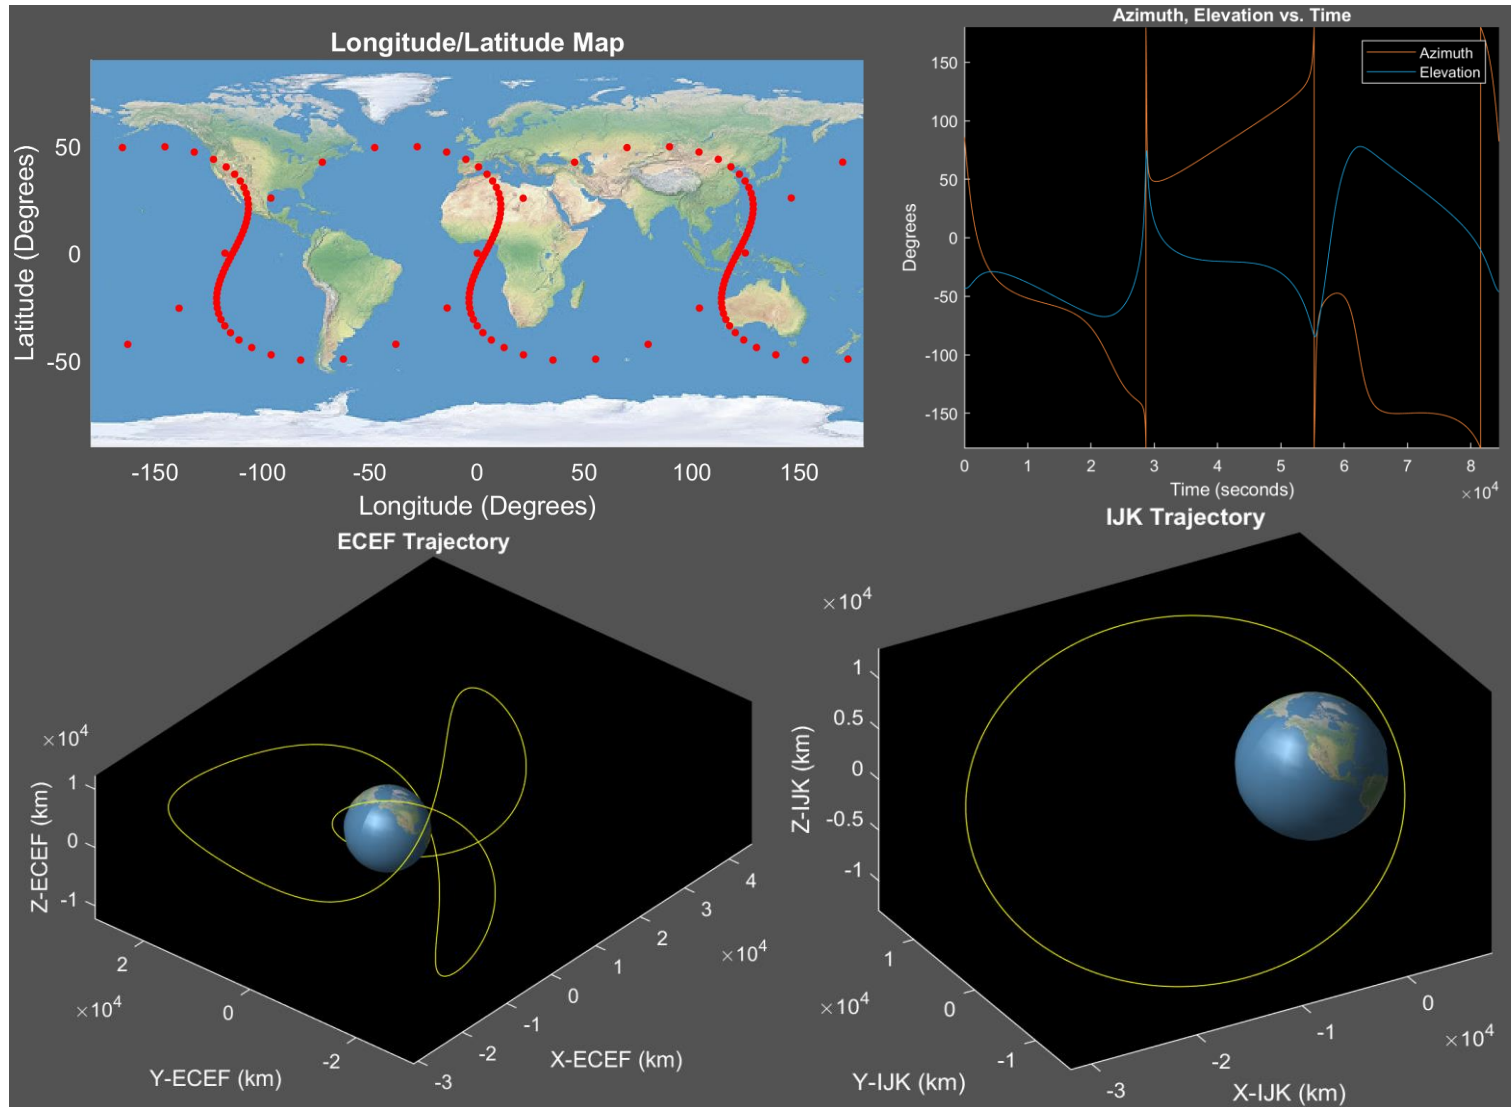 Longitude/Latitude Map
50
0
-50
Latitude (Degrees)
-150 -100 -50 0 50 100 150
Longitude (Degrees)
Azimuth, Elevation vs. Time
Azimuth
Elevation
150
100
50
0
-50
-100
-150
Degrees
0 1 2 3 4 5 6 7 8
Time (seconds)
×10⁴
ECEF Trajectory
×10⁴
1
0
-1
Z-ECEF (km)
2
0
-2
×10⁴
Y-ECEF (km)
-3
-2
-1
0
1
2
3
4
×10⁴
X-ECEF (km)
IJK Trajectory
×10⁴
1
0.5
0
-0.5
-1
Z-IJK (km)
1
0
-1
×10⁴
Y-IJK (km)
-3
-2
-1
0
×10⁴
X-IJK (km)